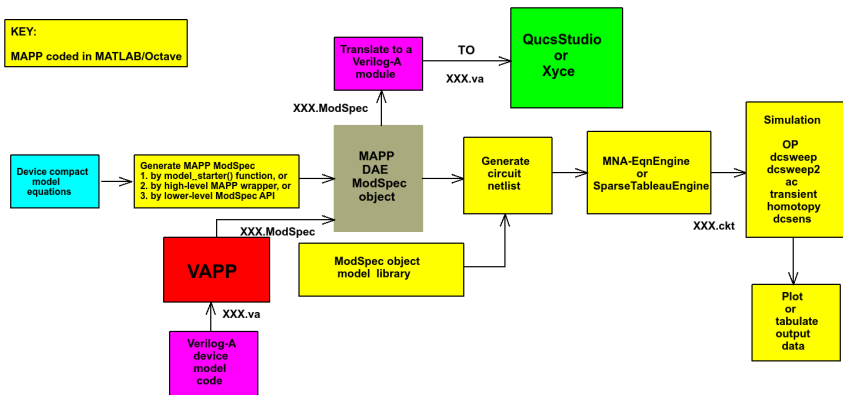 KEY:
MAPP coded in MATLAB/Octave
Translate to a
Verilog-A
module
TO
XXX.va
QucsStudio
or
Xyce
XXX.ModSpec
Device compact
model
equations
Generate MAPP ModSpec
1. by model_starter() function, or
2. by high-level MAPP wrapper, or
3. by lower-level ModSpec API
MAPP
DAE
ModSpec
object
Generate
circuit
netlist
MNA-EqnEngine
or
SparseTableauEngine
XXX.ckt
Simulation
OP
dcsweep
dcsweep2
ac
transient
homotopy
dcsens
XXX.ModSpec
VAPP
ModSpec object
model library
XXX.va
Verilog-A
device
model
code
Plot
or
tabulate
output
data